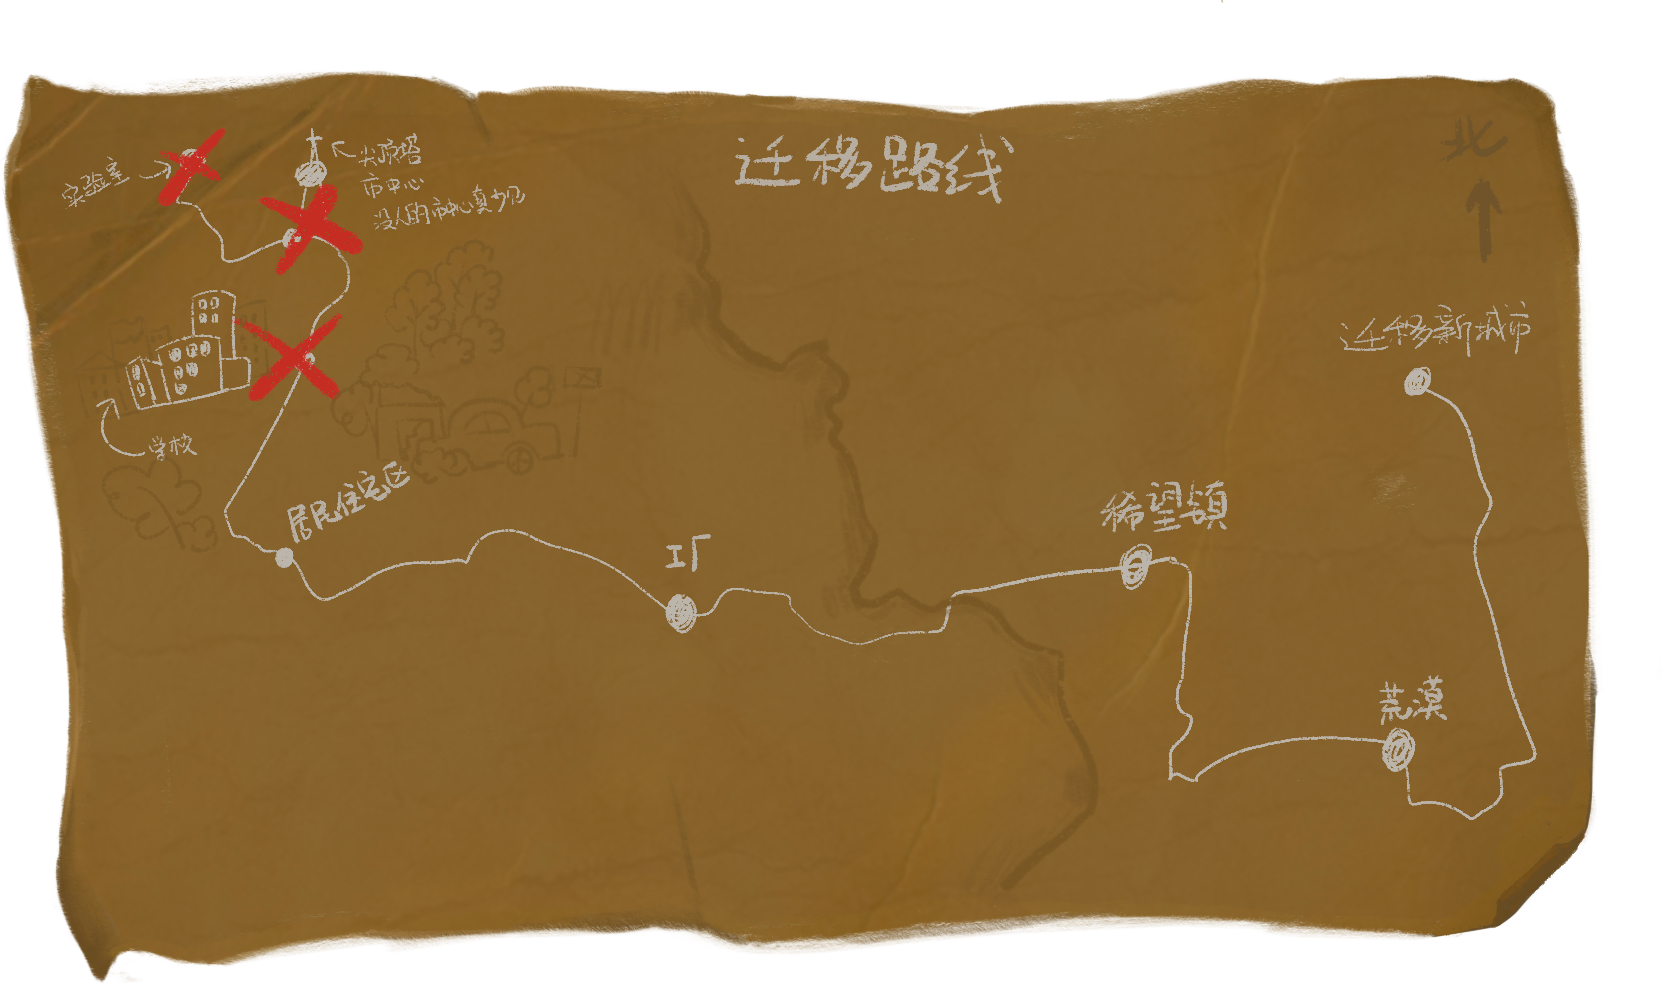 迁移路线
北
实验室
尖顶塔
市中心
没人的市中心真少见
迁移新城市
学校
居民住宅区
工厂
希望镇
荒漠